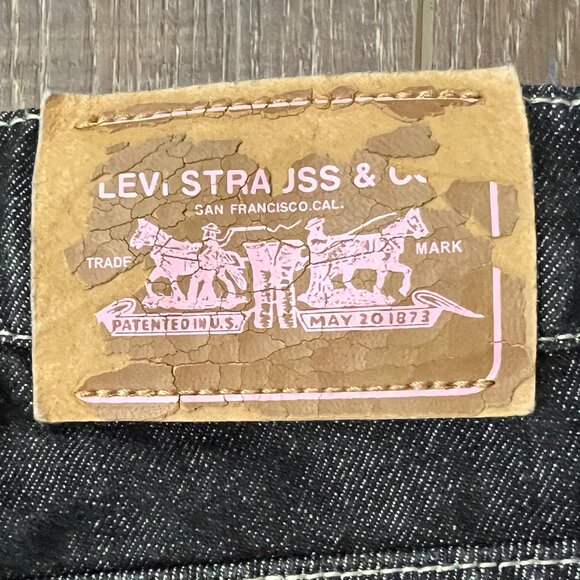 LEVI STRAUSS & CO
SAN FRANCISCO.CAL.
TRADE MARK
PATENTED IN U.S. MAY 20 1873